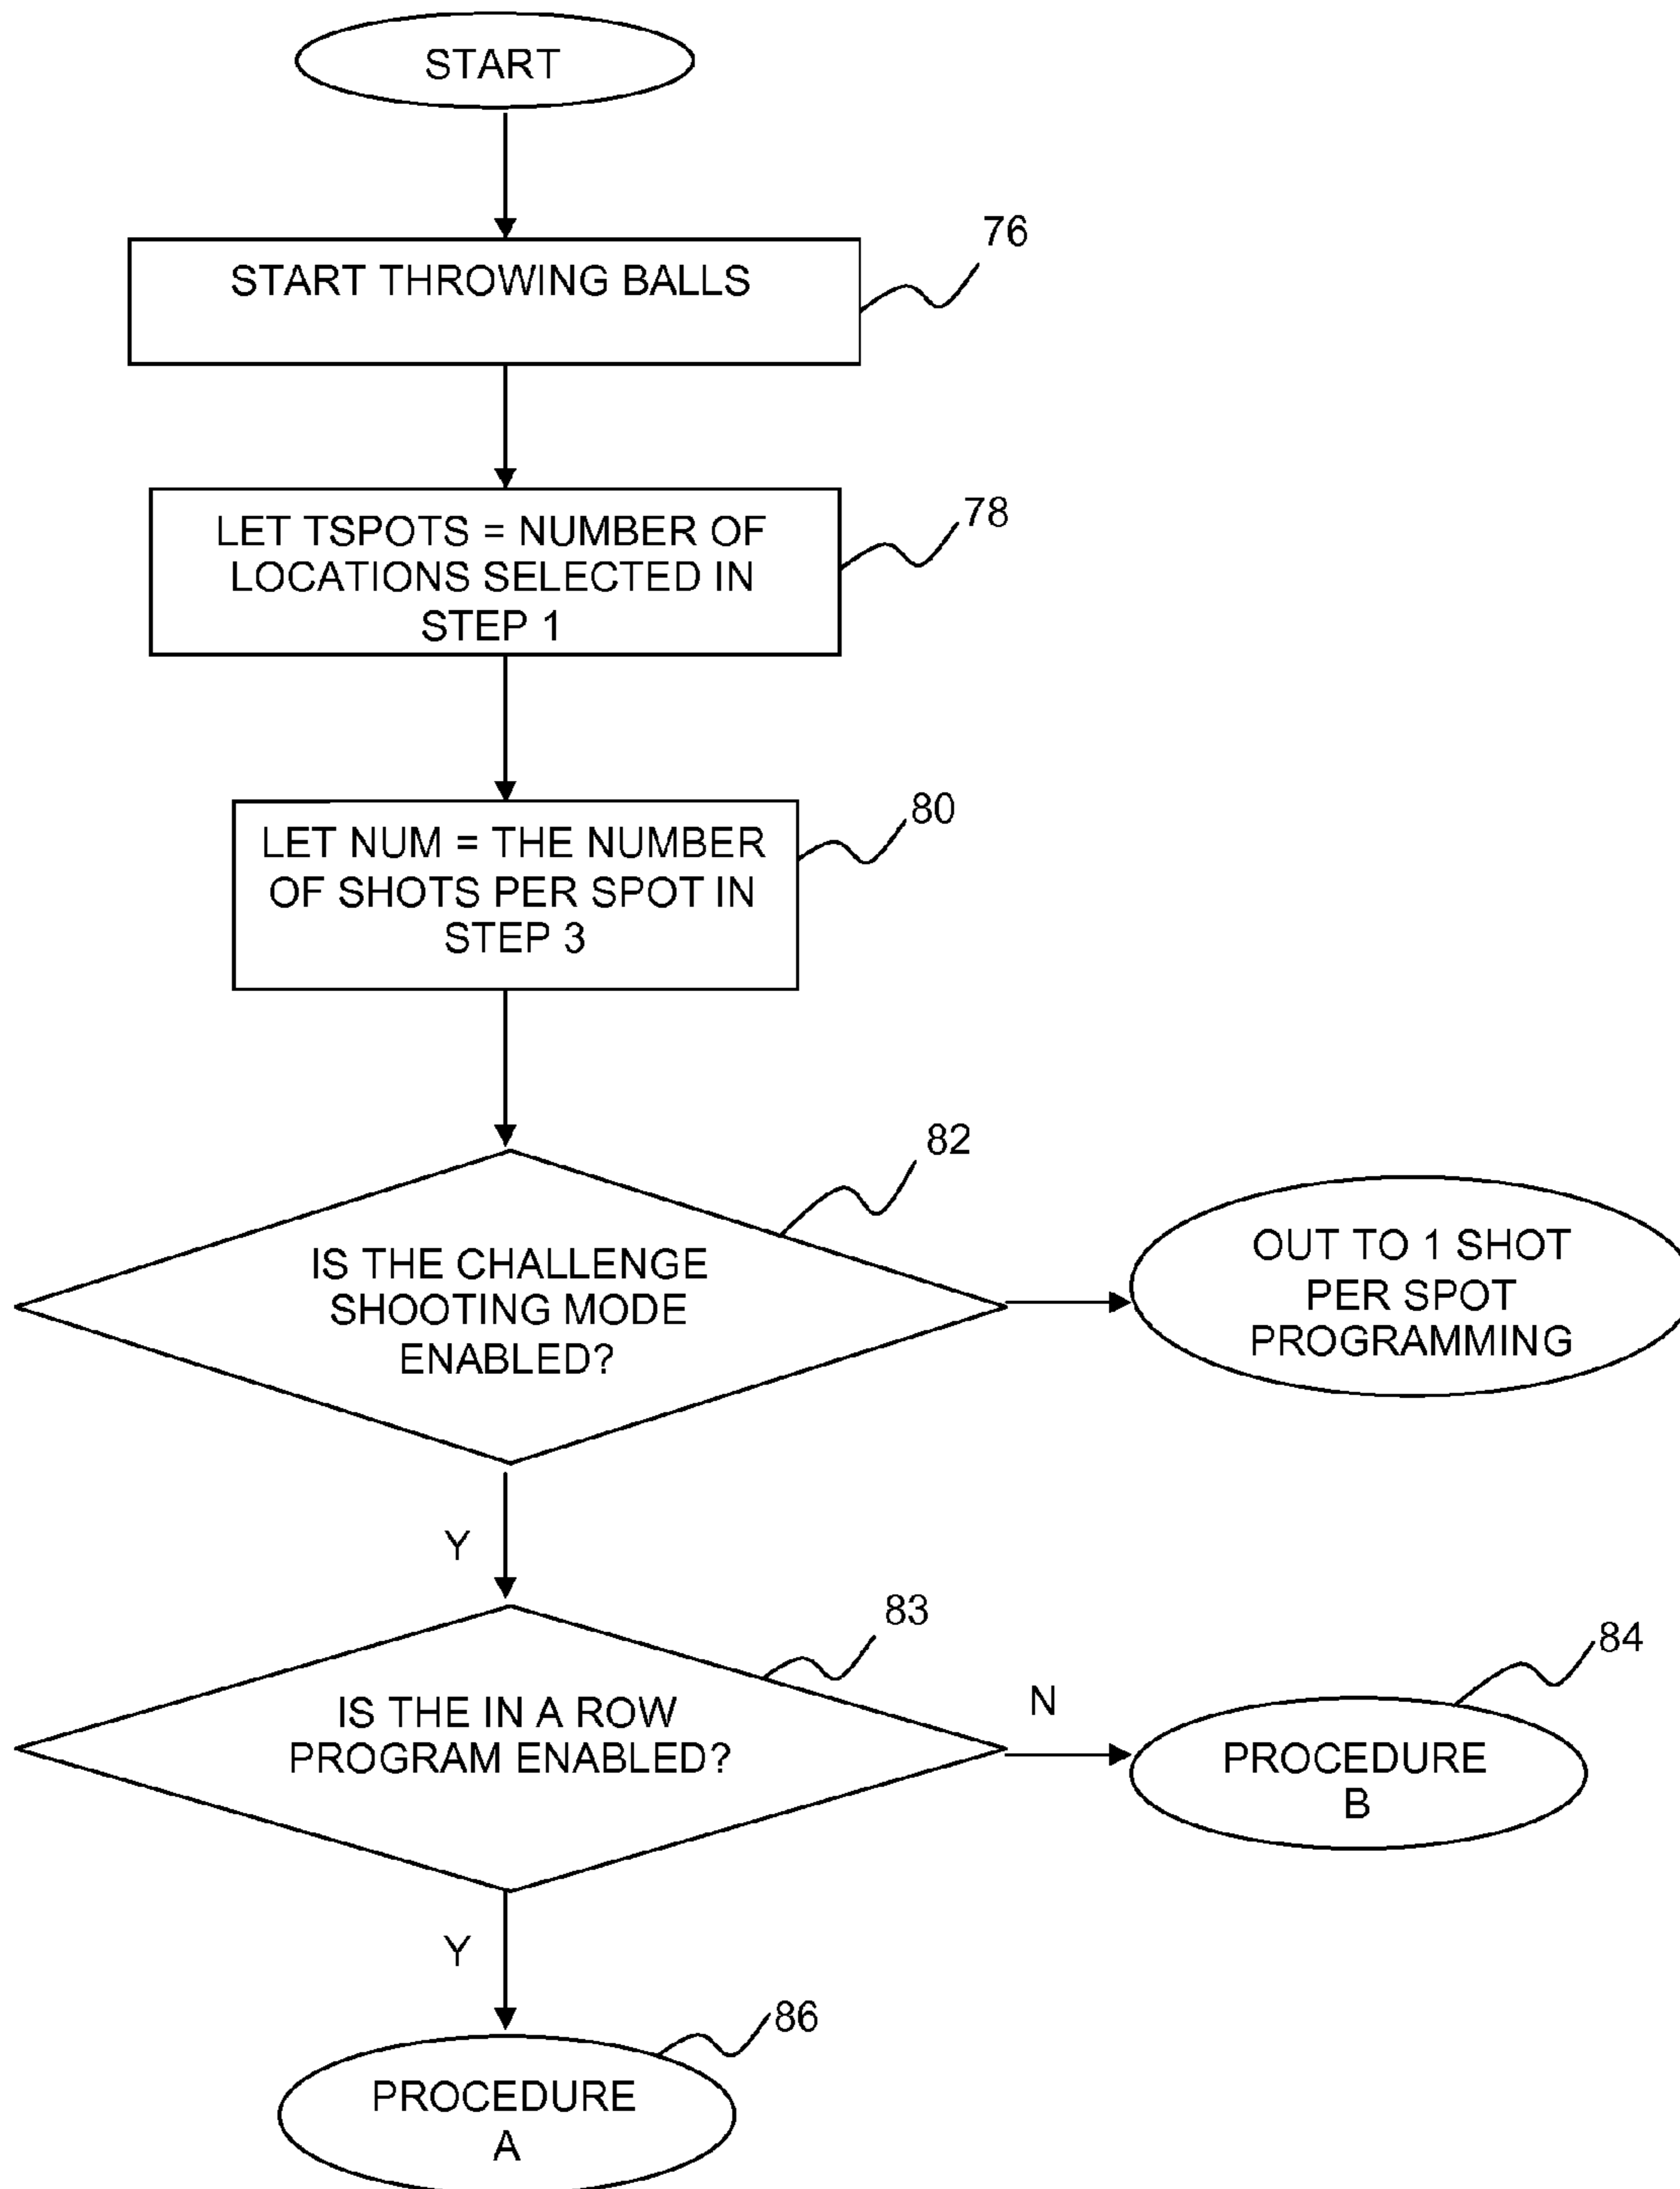 START
START THROWING BALLS
76
LET TSPOTS = NUMBER OF
LOCATIONS SELECTED IN
STEP 1
78
LET NUM = THE NUMBER
OF SHOTS PER SPOT IN
STEP 3
80
IS THE CHALLENGE
SHOOTING MODE
ENABLED?
82
OUT TO 1 SHOT
PER SPOT
PROGRAMMING
Y
IS THE IN A ROW
PROGRAM ENABLED?
83
N
PROCEDURE
B
84
Y
PROCEDURE
A
86